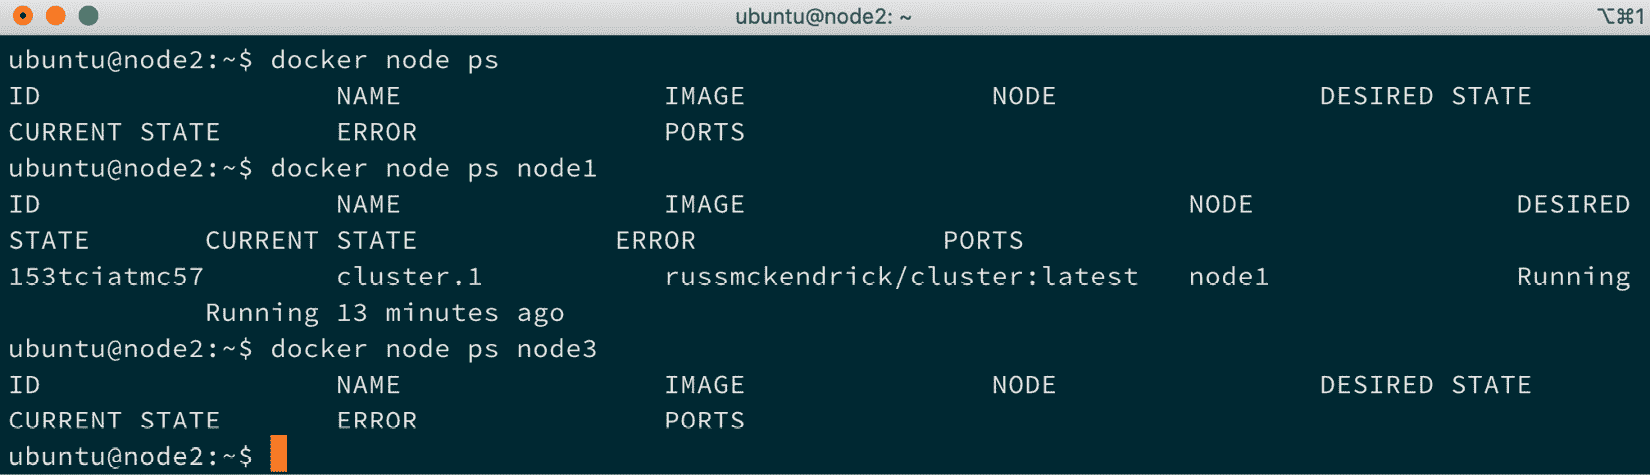 ubuntu@node2: ~
⌥⌘1
ubuntu@node2:~$ docker node ps
ID NAME IMAGE NODE DESIRED STATE
CURRENT STATE ERROR PORTS
ubuntu@node2:~$ docker node ps node1
ID NAME IMAGE NODE DESIRED
STATE CURRENT STATE ERROR PORTS
153tciatmc57 cluster.1 russmckendrick/cluster:latest node1 Running
Running 13 minutes ago
ubuntu@node2:~$ docker node ps node3
ID NAME IMAGE NODE DESIRED STATE
CURRENT STATE ERROR PORTS
ubuntu@node2:~$